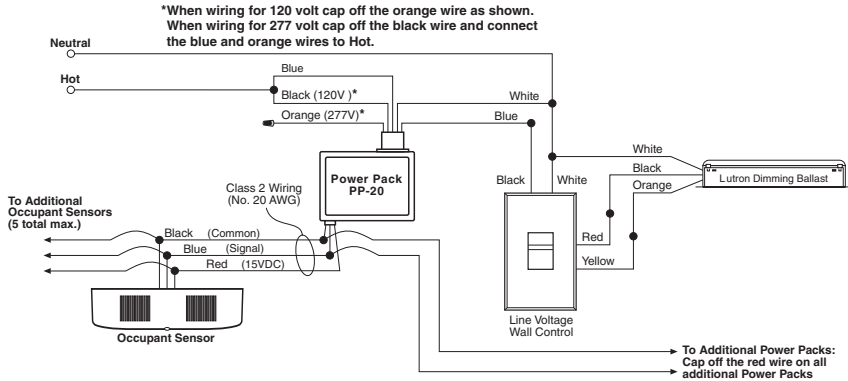 *When wiring for 120 volt cap off the orange wire as shown.
When wiring for 277 volt cap off the black wire and connect
the blue and orange wires to Hot.
Neutral
Hot
Blue
Black (120V )*
Orange (277V)*
White
Blue
Power Pack
PP-20
Class 2 Wiring
(No. 20 AWG)
To Additional
Occupant Sensors
(5 total max.)
Black (Common)
Blue (Signal)
Red (15VDC)
Occupant Sensor
Black
White
White
Black
Orange
Lutron Dimming Ballast
Red
Yellow
Line Voltage
Wall Control
To Additional Power Packs:
Cap off the red wire on all
additional Power Packs